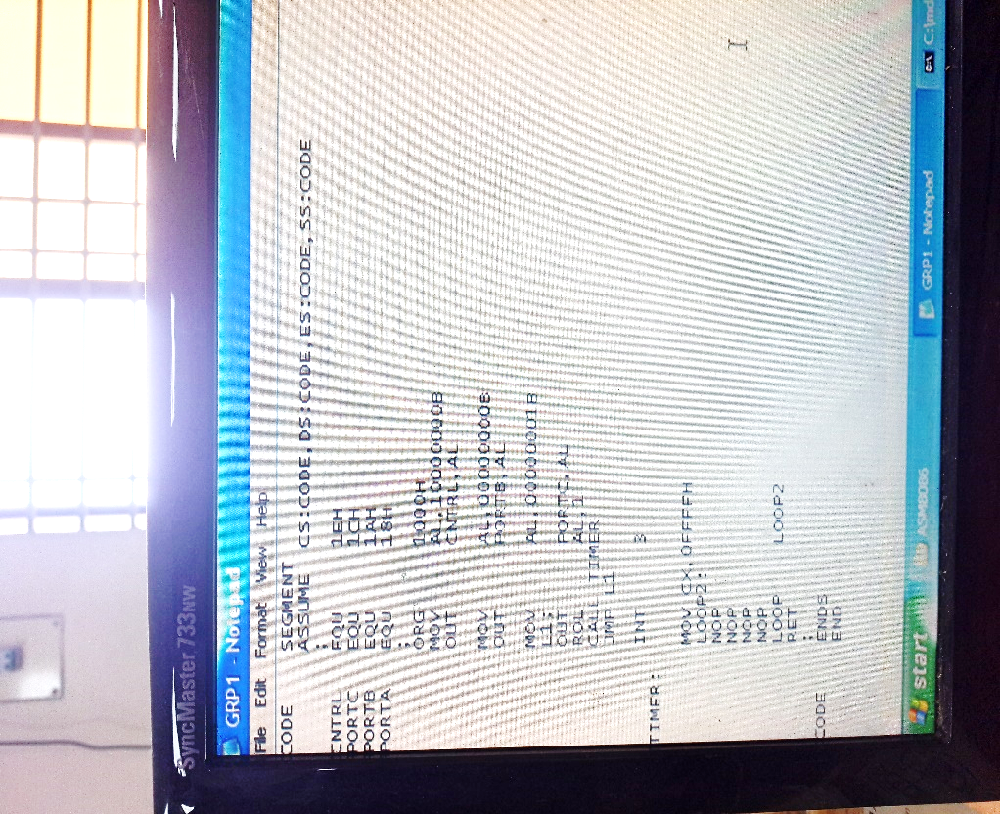 SyncMaster 733NW
GRP1 - Notepad
File Edit Format View Help
CODE SEGMENT
ASSUME CS:CODE,DS:CODE,ES:CODE,SS:CODE
;
CNTRL EQU 1EH
PORTC EQU 1CH
PORTB EQU 1AH
PORTA EQU 18H
;
ORG 1000H
MOV AL,10000000B
OUT CNTRL,AL
MOV AL,00000000B
OUT PORTB,AL
MOV AL,00000001B
L1:
OUT PORTC,AL
ROL AL,1
CALL TIMER
JMP L1
INT 3
TIMER:
MOV CX,0FFFFH
LOOP2:
NOP
NOP
NOP
NOP
LOOP LOOP2
RET
;
CODE ENDS
END
start ASM8086 GRP1 - Notepad C:\md